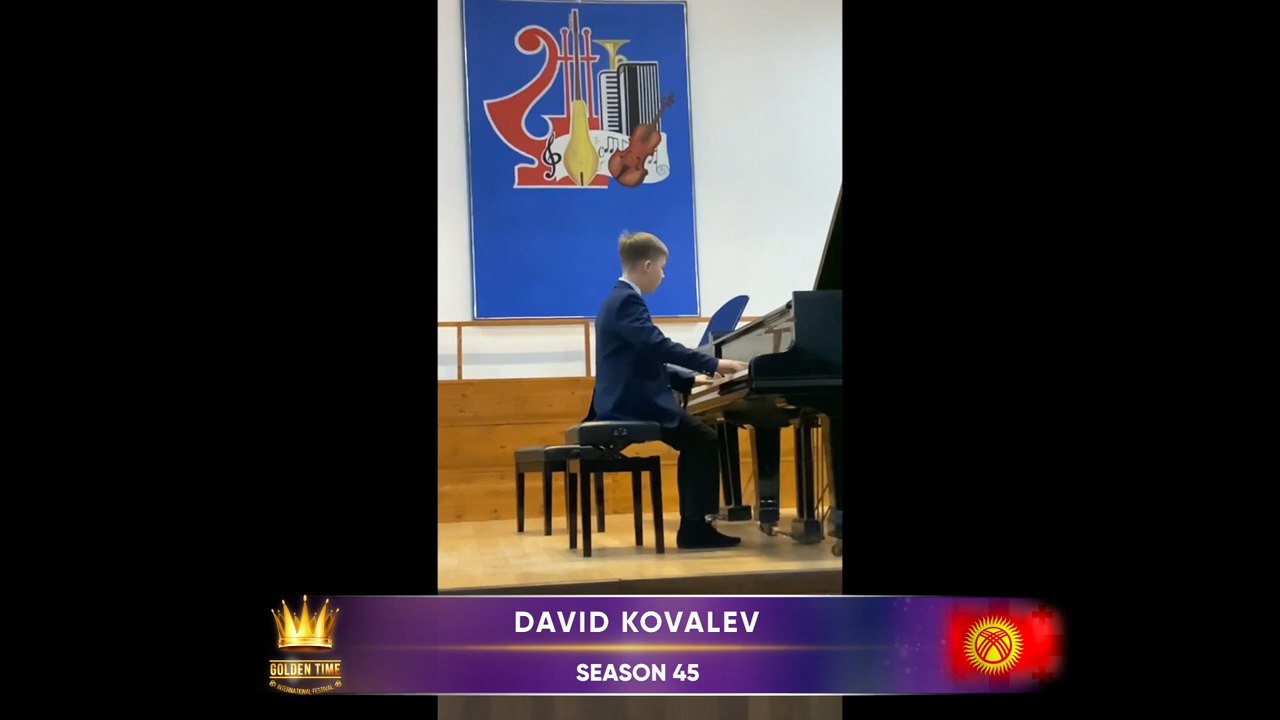 DAVID KOVALEV
SEASON 45
GOLDEN TIME
INTERNATIONAL FESTIVAL